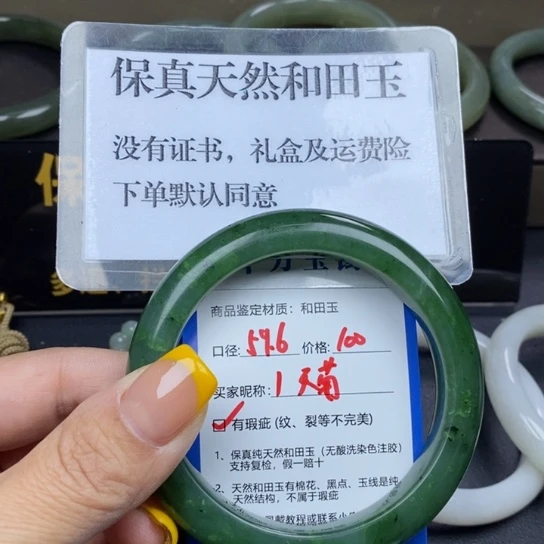 保真天然和田玉
没有证书，礼盒及运费险
下单默认同意
保
商品鉴定材质：和田玉
口径：57.6 价格：100
买家昵称：1天菊
☑ 有瑕疵 (纹、裂等不完美)
1、保真纯天然和田玉（无酸洗染色注胶）
支持复检，假一赔十
2、天然和田玉有棉花、黑点、玉线是纯
天然结构，不属于瑕疵